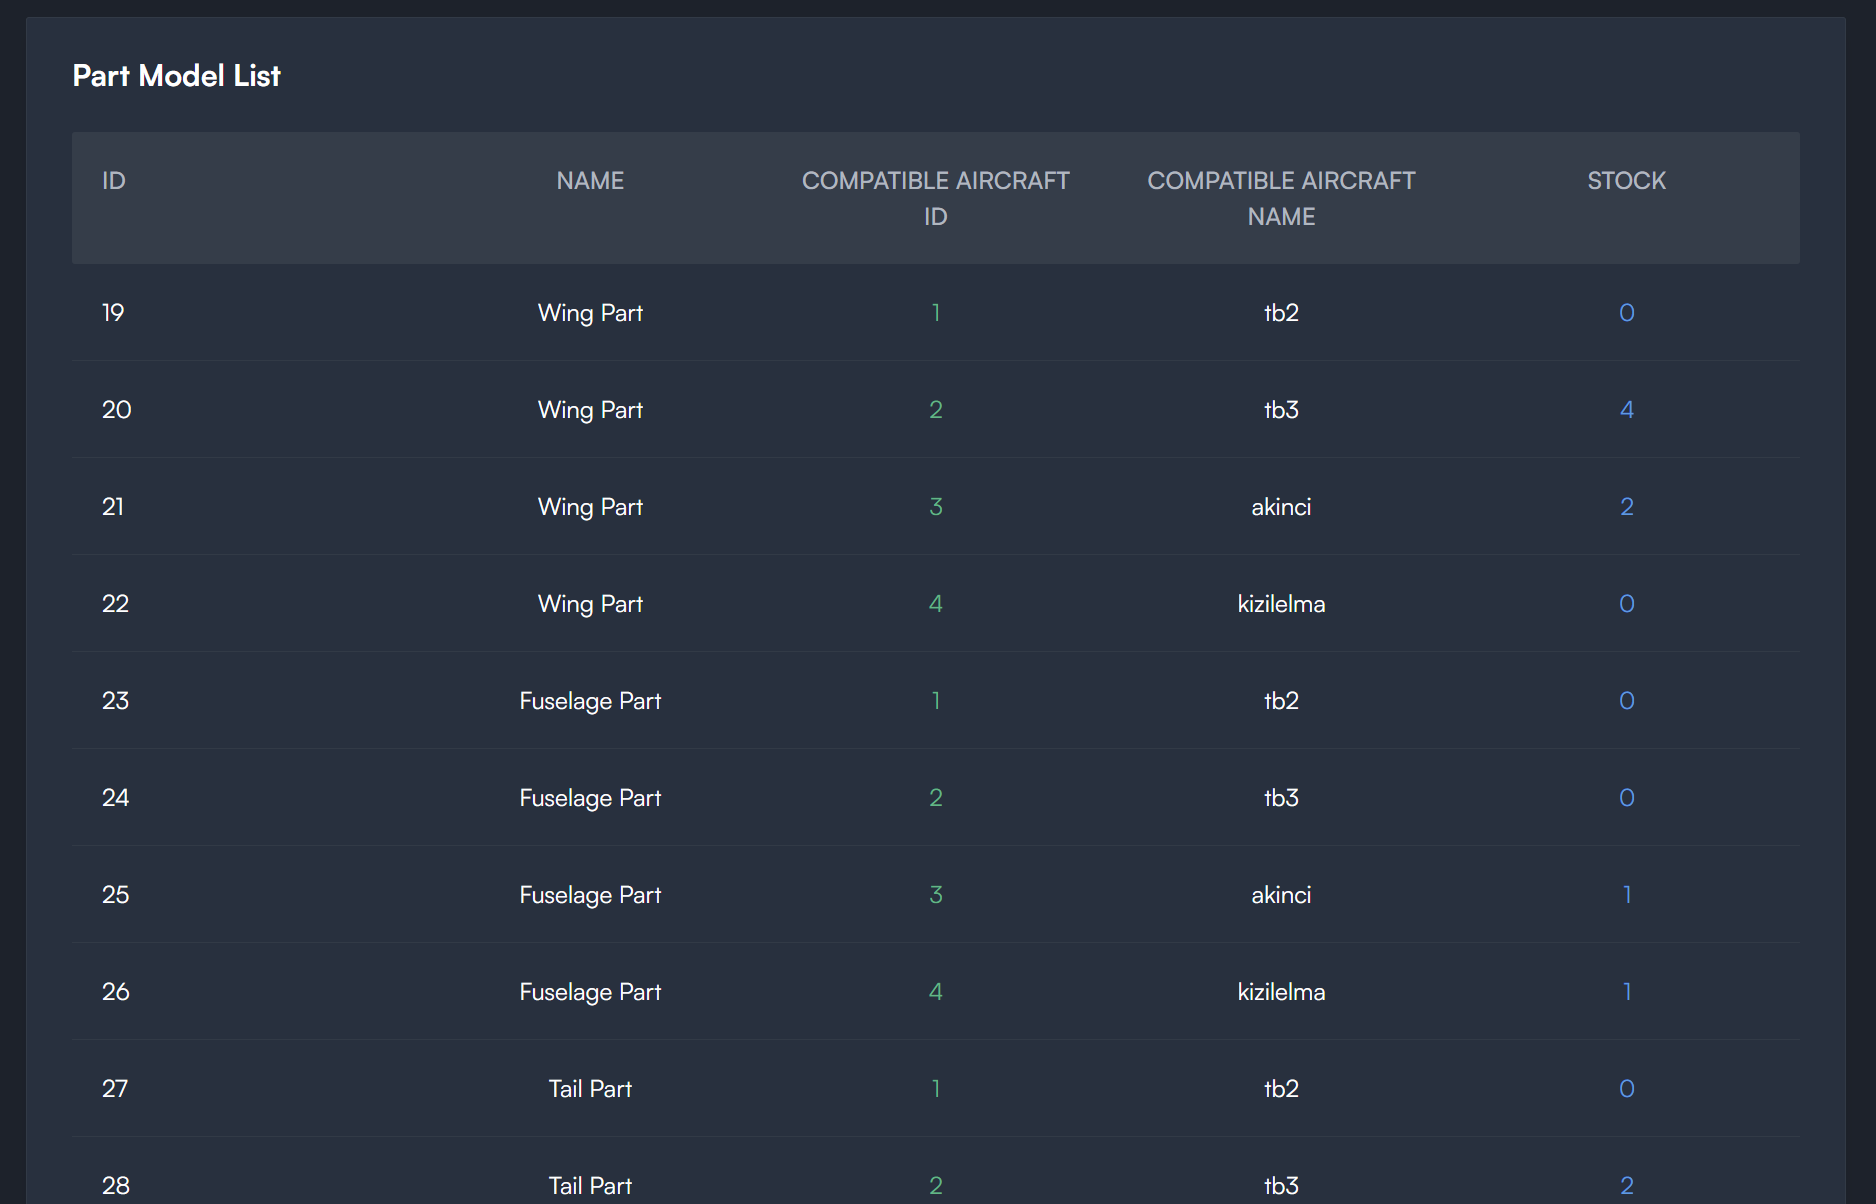 Part Model List
ID NAME COMPATIBLE AIRCRAFT ID COMPATIBLE AIRCRAFT NAME STOCK
19 Wing Part 1 tb2 0
20 Wing Part 2 tb3 4
21 Wing Part 3 akinci 2
22 Wing Part 4 kizilelma 0
23 Fuselage Part 1 tb2 0
24 Fuselage Part 2 tb3 0
25 Fuselage Part 3 akinci 1
26 Fuselage Part 4 kizilelma 1
27 Tail Part 1 tb2 0
28 Tail Part 2 tb3 2